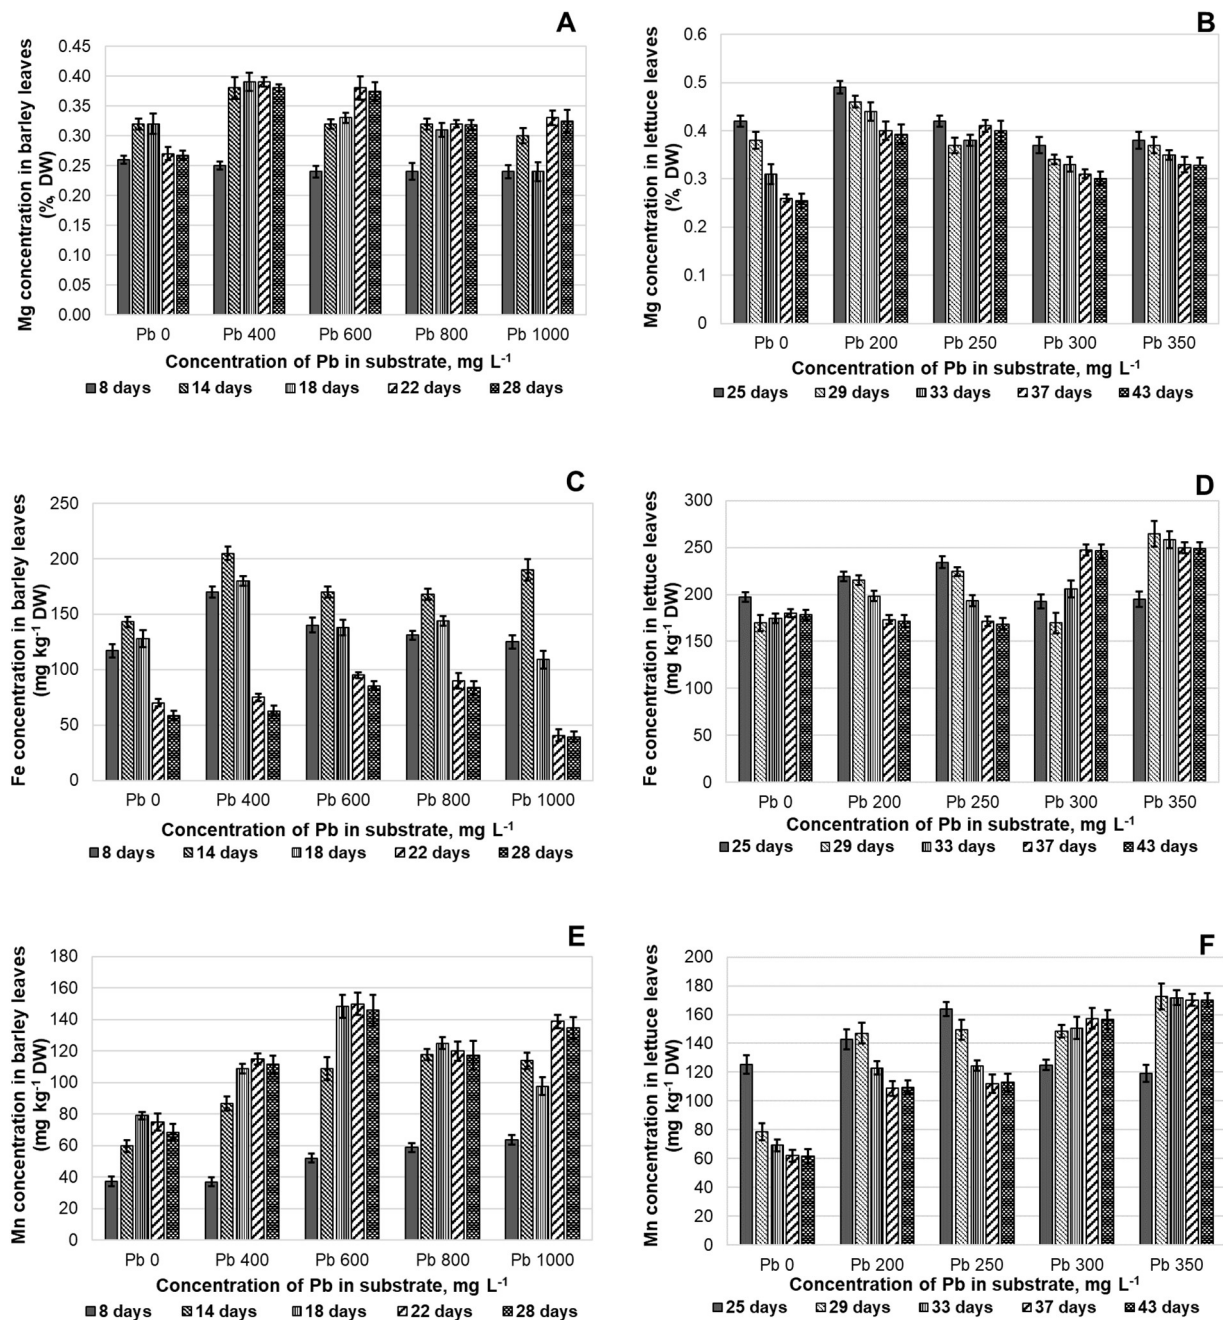 A
Mg concentration in barley leaves
(%, DW)
0.45
0.40
0.35
0.30
0.25
0.20
0.15
0.10
0.05
0.00
Pb 0 Pb 400 Pb 600 Pb 800 Pb 1000
Concentration of Pb in substrate, mg L⁻¹
8 days 14 days 18 days 22 days 28 days
B
Mg concentration in lettuce leaves
(%, DW)
0.6
0.5
0.4
0.3
0.2
0.1
0
Pb 0 Pb 200 Pb 250 Pb 300 Pb 350
Concentration of Pb in substrate, mg L⁻¹
25 days 29 days 33 days 37 days 43 days
C
Fe concentration in barley leaves
(mg kg⁻¹ DW)
250
200
150
100
50
0
Pb 0 Pb 400 Pb 600 Pb 800 Pb 1000
Concentration of Pb in substrate, mg L⁻¹
8 days 14 days 18 days 22 days 28 days
D
Fe concentration in lettuce leaves
(mg kg⁻¹ DW)
300
250
200
150
100
50
0
Pb 0 Pb 200 Pb 250 Pb 300 Pb 350
Concentration of Pb in substrate, mg L⁻¹
25 days 29 days 33 days 37 days 43 days
E
Mn concentration in barley leaves
(mg kg⁻¹ DW)
180
160
140
120
100
80
60
40
20
0
Pb 0 Pb 400 Pb 600 Pb 800 Pb 1000
Concentration of Pb in substrate, mg L⁻¹
8 days 14 days 18 days 22 days 28 days
F
Mn concentration in lettuce leaves
(mg kg⁻¹ DW)
200
180
160
140
120
100
80
60
40
20
0
Pb 0 Pb 200 Pb 250 Pb 300 Pb 350
Concentration of Pb in substrate, mg L⁻¹
25 days 29 days 33 days 37 days 43 days